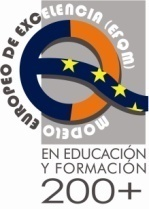 MODELO EUROPEO DE EXCELENCIA (EFQM)
EN EDUCACIÓN
Y FORMACIÓN
200+